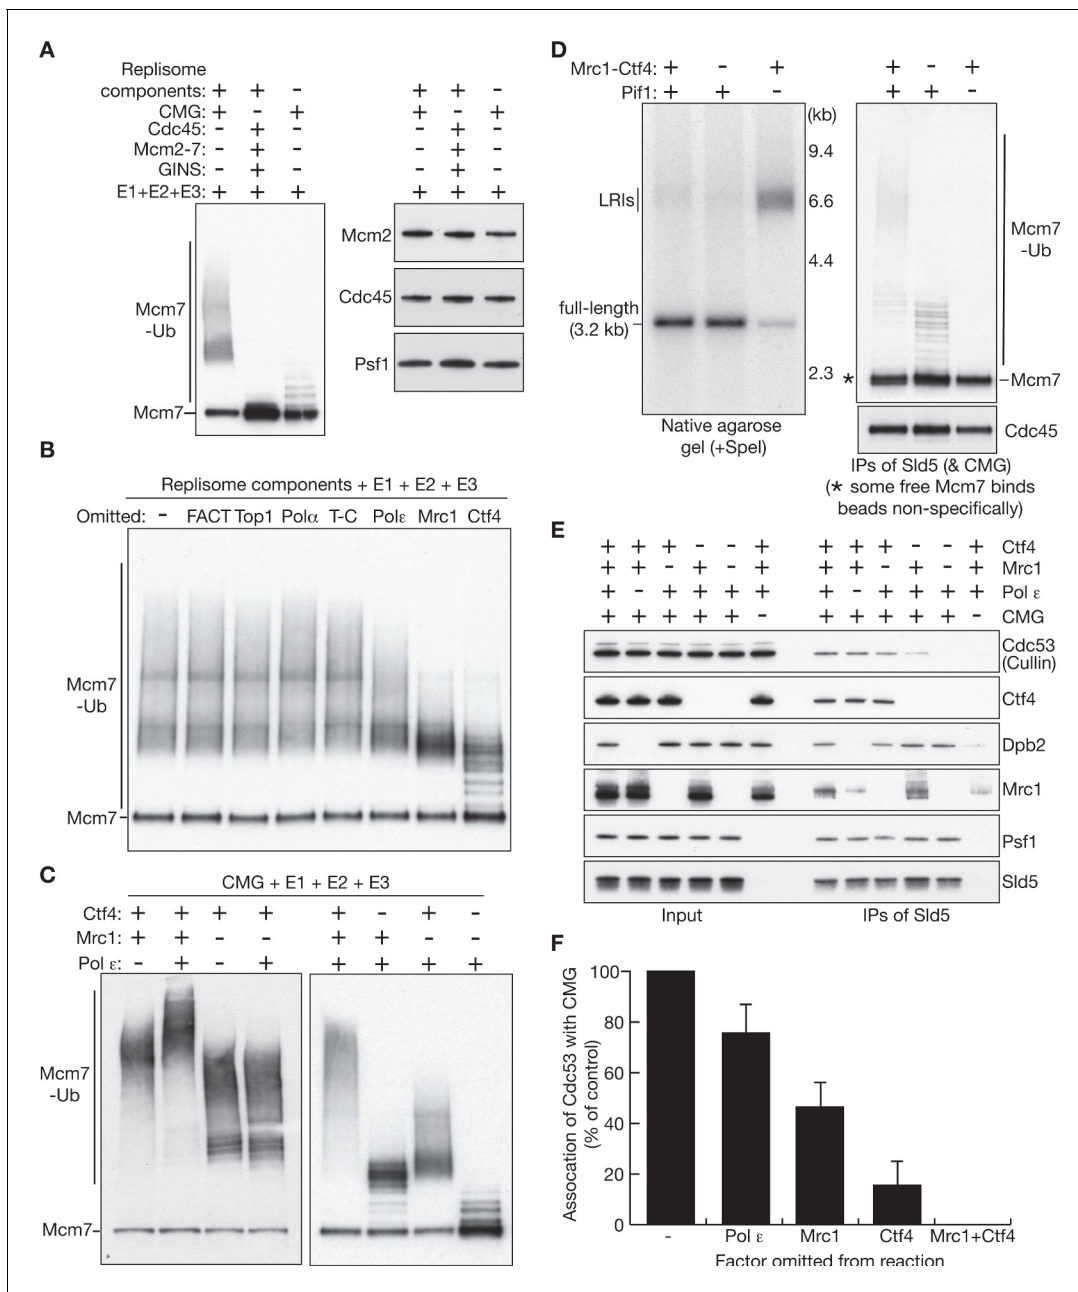 A
Replisome
components: + + - + + -
CMG: + - + + - +
Cdc45: - + - - + -
Mcm2-7: - + - - + -
GINS: - + - - + -
E1+E2+E3: + + + + + +
Mcm7
-Ub
Mcm7
Mcm2
Cdc45
Psf1
B
Replisome components + E1 + E2 + E3
Omitted: - FACT Top1 Polα T-C Polε Mrc1 Ctf4
Mcm7
-Ub
Mcm7
C
CMG + E1 + E2 + E3
Ctf4: + + + + + - + -
Mrc1: + + - - + + - -
Pol ε: - + - + + + + +
Mcm7
-Ub
Mcm7
D
Mrc1-Ctf4: + - + + - +
Pif1: + + - + + -
(kb)
9.4
LRIs
6.6
4.4
full-length
(3.2 kb)
2.3
Native agarose
gel (+SpeI)
Mcm7
-Ub
*
Mcm7
Cdc45
IPs of Sld5 (& CMG)
(* some free Mcm7 binds
beads non-specifically)
E
+ + + - - + + + + - - + Ctf4
+ + - + - + + + - + - + Mrc1
+ - + + + + + - + + + + Pol ε
+ + + + + - + + + + + - CMG
Cdc53
(Cullin)
Ctf4
Dpb2
Mrc1
Psf1
Sld5
Input IPs of Sld5
F
Assocation of Cdc53 with CMG
(% of control)
100
80
60
40
20
0
- Pol ε Mrc1 Ctf4 Mrc1+Ctf4
Factor omitted from reaction